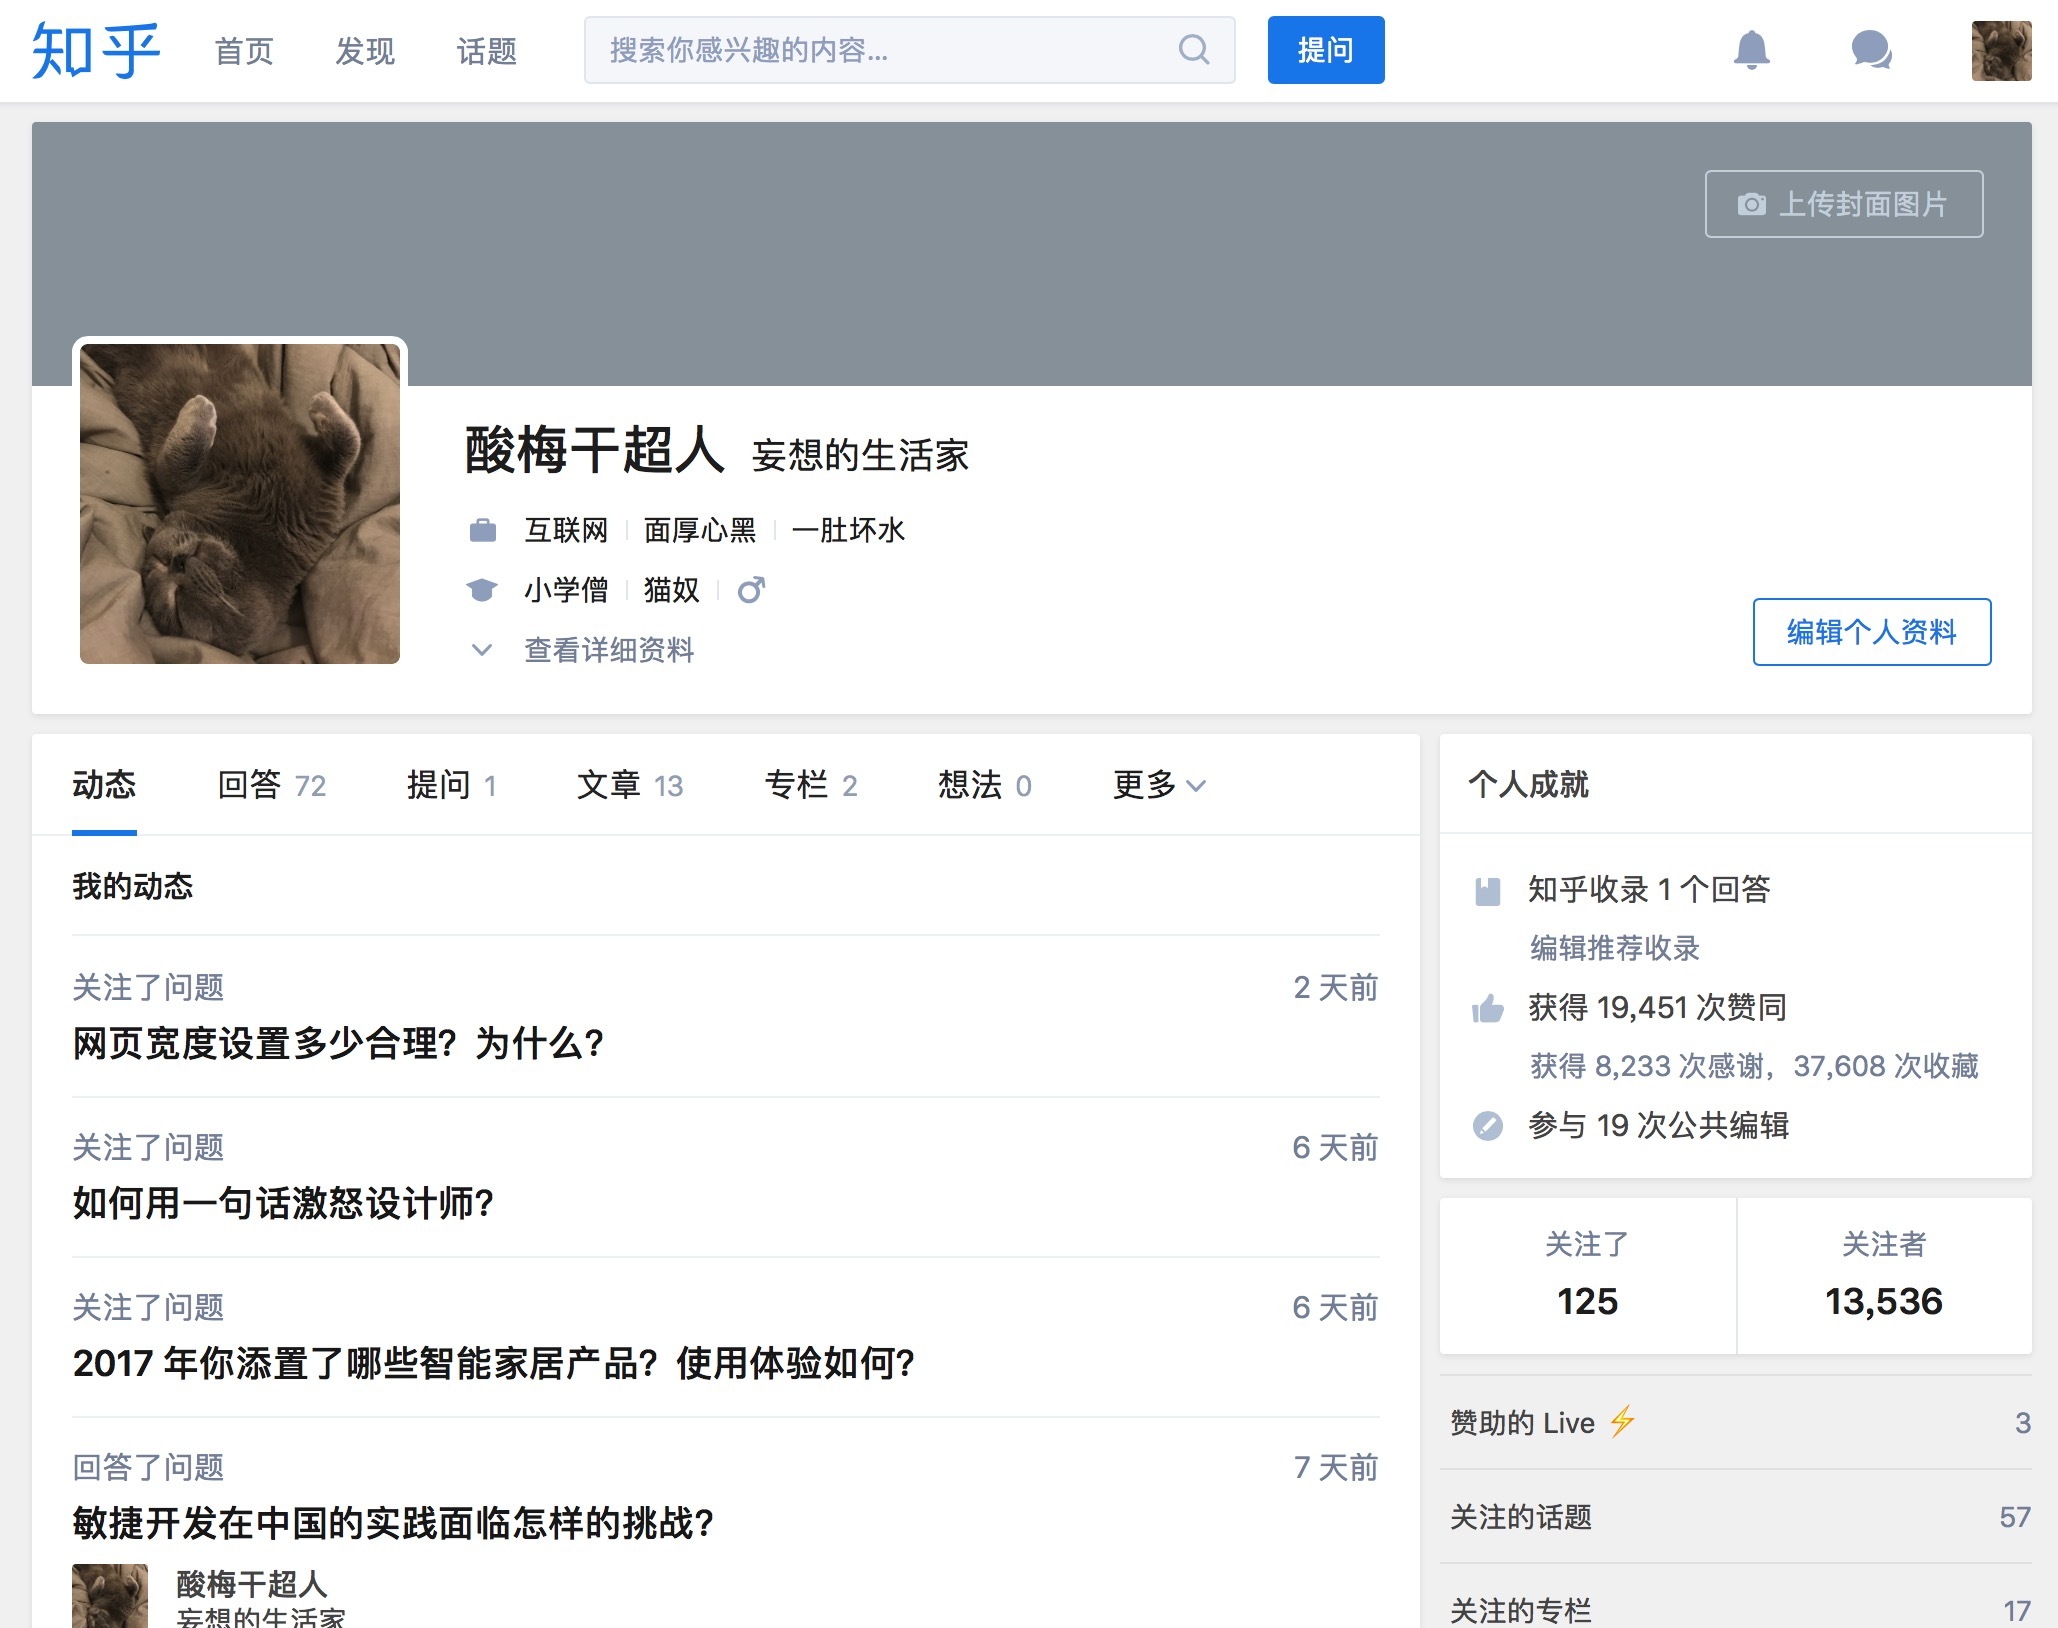 知乎 首页 发现 话题 搜索你感兴趣的内容... 提问
上传封面图片
酸梅干超人 妄想的生活家
互联网 面厚心黑 一肚坏水
小学僧 猫奴
查看详细资料
编辑个人资料
动态 回答 72 提问 1 文章 13 专栏 2 想法 0 更多
我的动态
关注了问题 2 天前
网页宽度设置多少合理？为什么？
关注了问题 6 天前
如何用一句话激怒设计师？
关注了问题 6 天前
2017 年你添置了哪些智能家居产品？使用体验如何？
回答了问题 7 天前
敏捷开发在中国的实践面临怎样的挑战？
酸梅干超人
妄想的生活家
个人成就
知乎收录 1 个回答
编辑推荐收录
获得 19,451 次赞同
获得 8,233 次感谢，37,608 次收藏
参与 19 次公共编辑
关注了 关注者
125 13,536
赞助的 Live ⚡ 3
关注的话题 57
关注的专栏 17